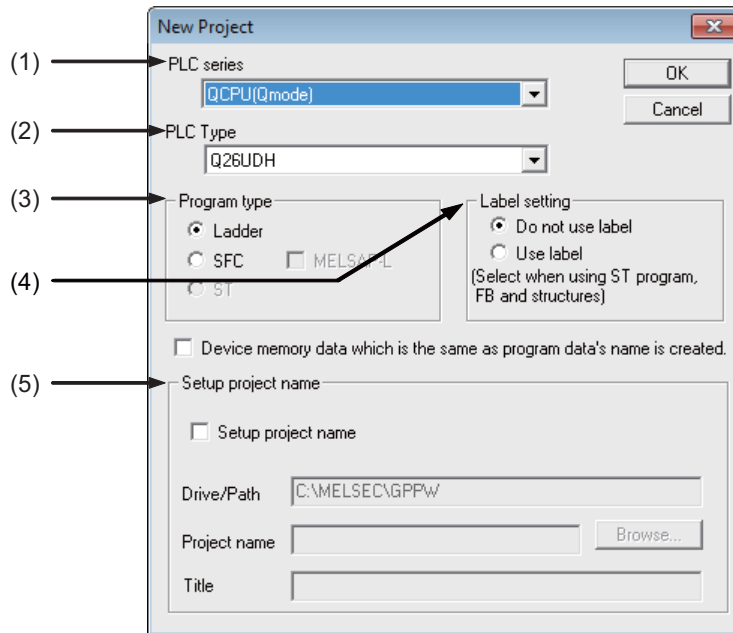 New Project
(1)
PLC series
OK
QCPU(Qmode)
Cancel
(2)
PLC Type
Q26UDH
(3)
Program type
Label setting
Ladder
Do not use label
SFC
MELSAP-L
Use label
(4)
ST
(Select when using ST program,
FB and structures)
Device memory data which is the same as program data's name is created.
(5)
Setup project name
Setup project name
Drive/Path
C:\MELSEC\GPPW
Project name
Browse...
Title